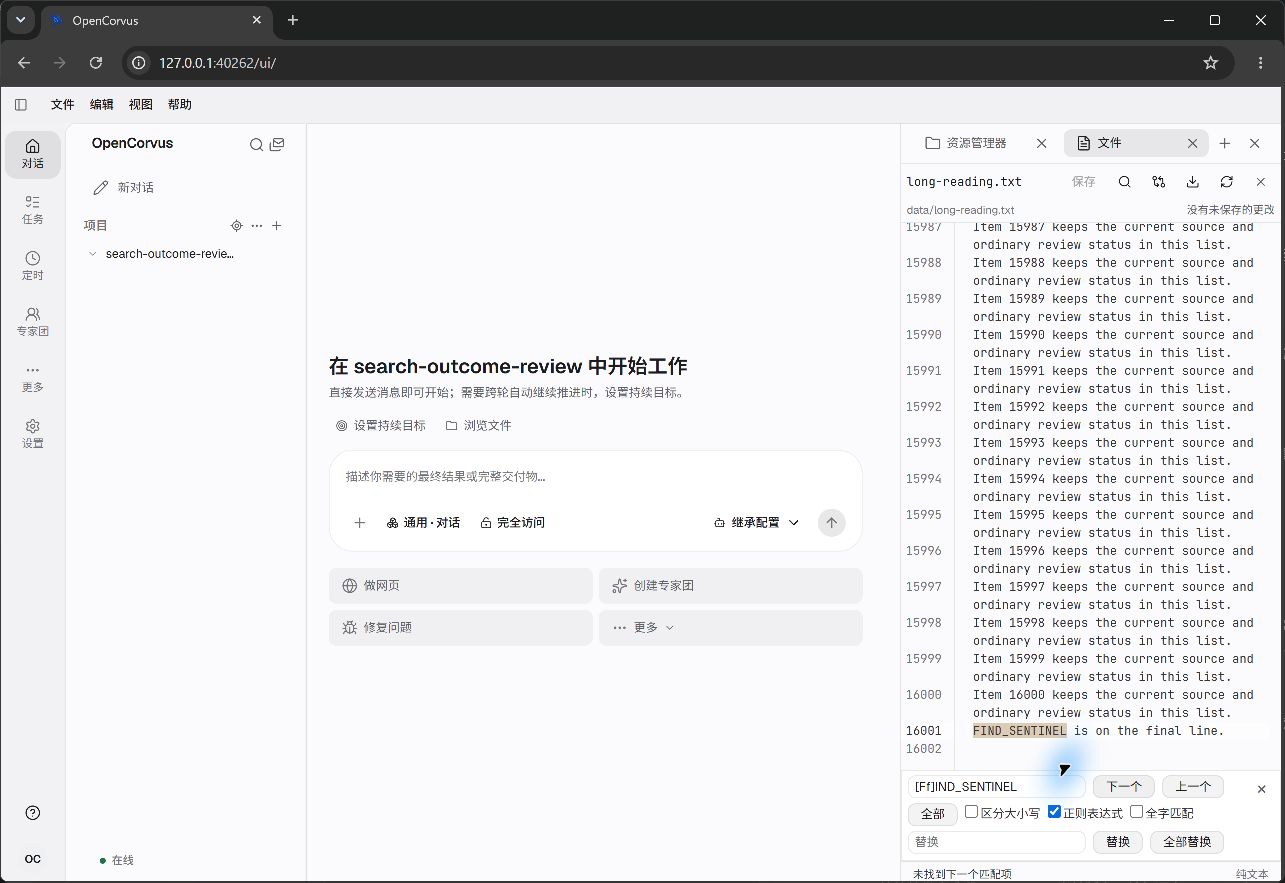 OpenCorvus
127.0.0.1:40262/ui/
文件 编辑 视图 帮助
对话
任务
定时
专家团
更多
设置
OC
OpenCorvus
新对话
项目
search-outcome-revie...
在线
在 search-outcome-review 中开始工作
直接发送消息即可开始；需要跨轮自动继续推进时，设置持续目标。
设置持续目标 浏览文件
描述你需要的最终结果或完整交付物...
通用 · 对话 完全访问 继承配置
做网页 创建专家团
修复问题 更多
资源管理器 文件
long-reading.txt 保存
data/long-reading.txt 没有未保存的更改
15987 Item 15987 keeps the current source and
ordinary review status in this list.
15988 Item 15988 keeps the current source and
ordinary review status in this list.
15989 Item 15989 keeps the current source and
ordinary review status in this list.
15990 Item 15990 keeps the current source and
ordinary review status in this list.
15991 Item 15991 keeps the current source and
ordinary review status in this list.
15992 Item 15992 keeps the current source and
ordinary review status in this list.
15993 Item 15993 keeps the current source and
ordinary review status in this list.
15994 Item 15994 keeps the current source and
ordinary review status in this list.
15995 Item 15995 keeps the current source and
ordinary review status in this list.
15996 Item 15996 keeps the current source and
ordinary review status in this list.
15997 Item 15997 keeps the current source and
ordinary review status in this list.
15998 Item 15998 keeps the current source and
ordinary review status in this list.
15999 Item 15999 keeps the current source and
ordinary review status in this list.
16000 Item 16000 keeps the current source and
ordinary review status in this list.
16001 FIND_SENTINEL is on the final line.
16002
[Ff]IND_SENTINEL 下一个 上一个
全部 区分大小写 正则表达式 全字匹配
替换 替换 全部替换
未找到下一个匹配项 纯文本